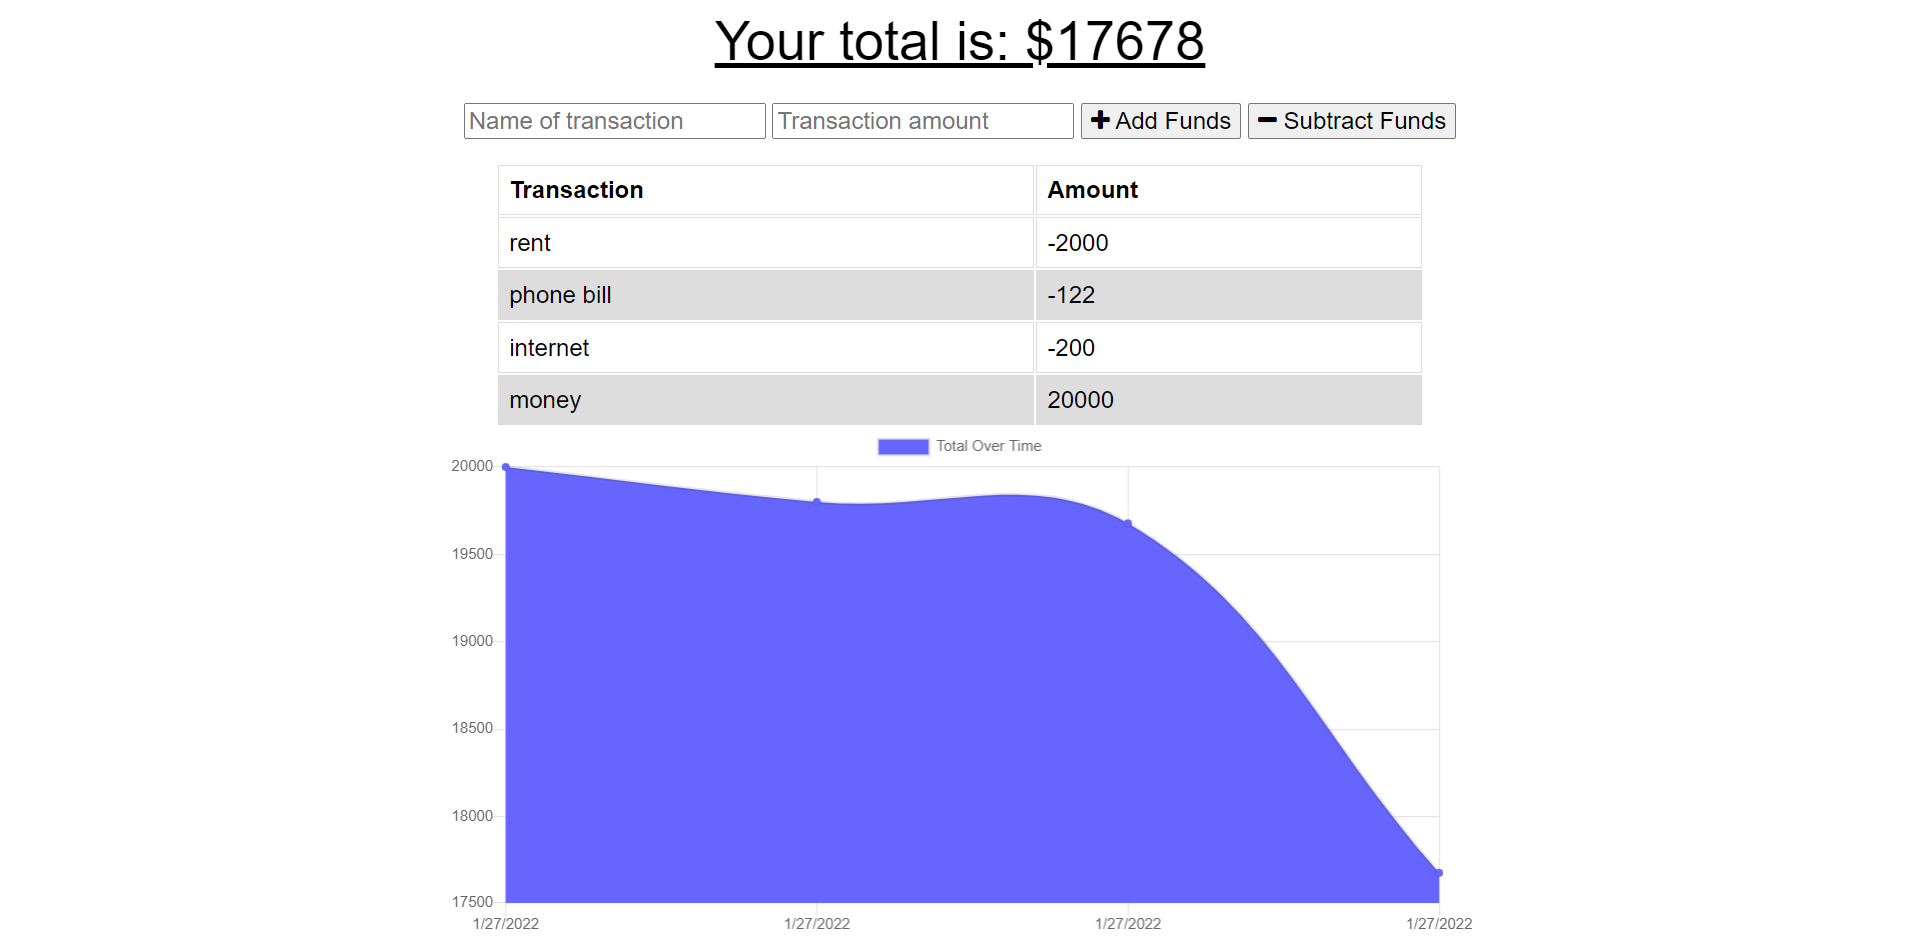 Your total is: $17678
Name of transaction Transaction amount Add Funds Subtract Funds
Transaction Amount
rent -2000
phone bill -122
internet -200
money 20000
Total Over Time
20000
19500
19000
18500
18000
17500
1/27/2022 1/27/2022 1/27/2022 1/27/2022